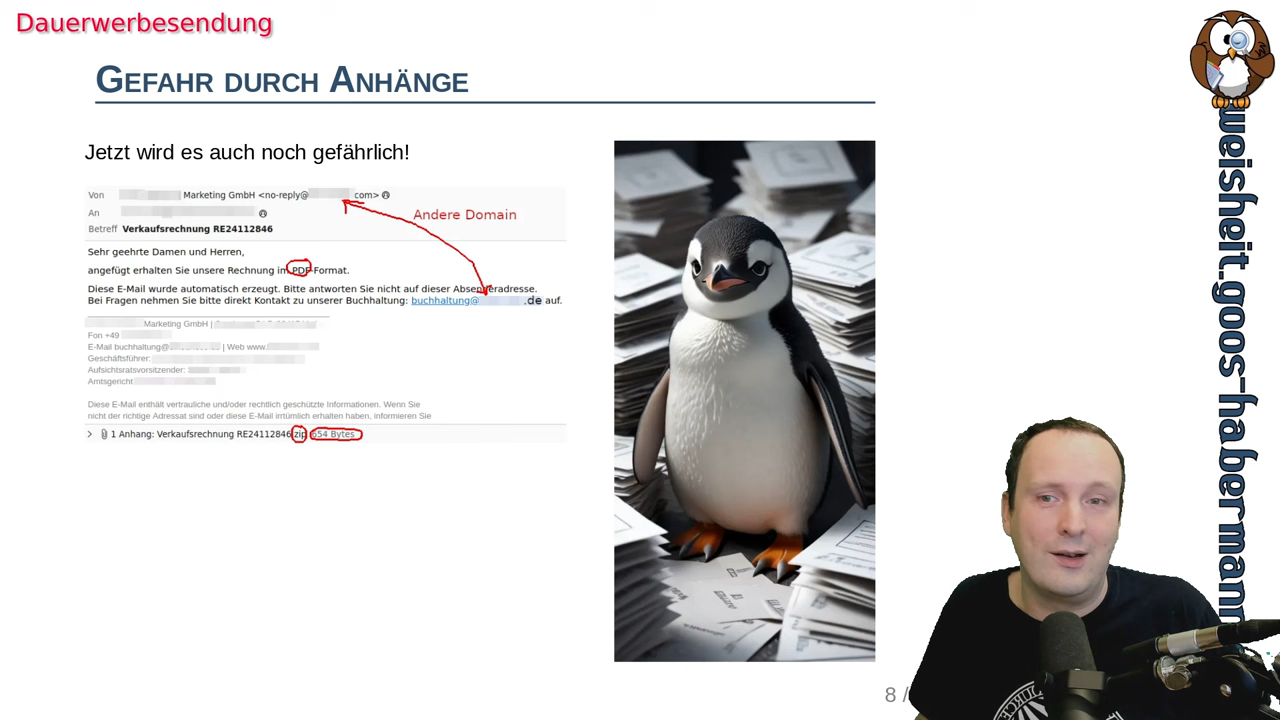 Dauerwerbesendung
Gefahr durch Anhänge
Jetzt wird es auch noch gefährlich!
Von Marketing GmbH <no-reply@ com>
An
Betreff Verkaufsrechnung RE24112846
Andere Domain
Sehr geehrte Damen und Herren,
angefügt erhalten Sie unsere Rechnung im PDF-Format.
Diese E-Mail wurde automatisch erzeugt. Bitte antworten Sie nicht auf dieser Absenderadresse.
Bei Fragen nehmen Sie bitte direkt Kontakt zu unserer Buchhaltung: buchhaltung@ .de auf.
Marketing GmbH |
Fon +49
E-Mail buchhaltung@ | Web www.
Geschäftsführer:
Aufsichtsratsvorsitzender:
Amtsgericht
Diese E-Mail enthält vertrauliche und/oder rechtlich geschützte Informationen. Wenn Sie
nicht der richtige Adressat sind oder diese E-Mail irrtümlich erhalten haben, informieren Sie
1 Anhang: Verkaufsrechnung RE24112846.zip 654 Bytes
weisheit.goos-habermann
8 /